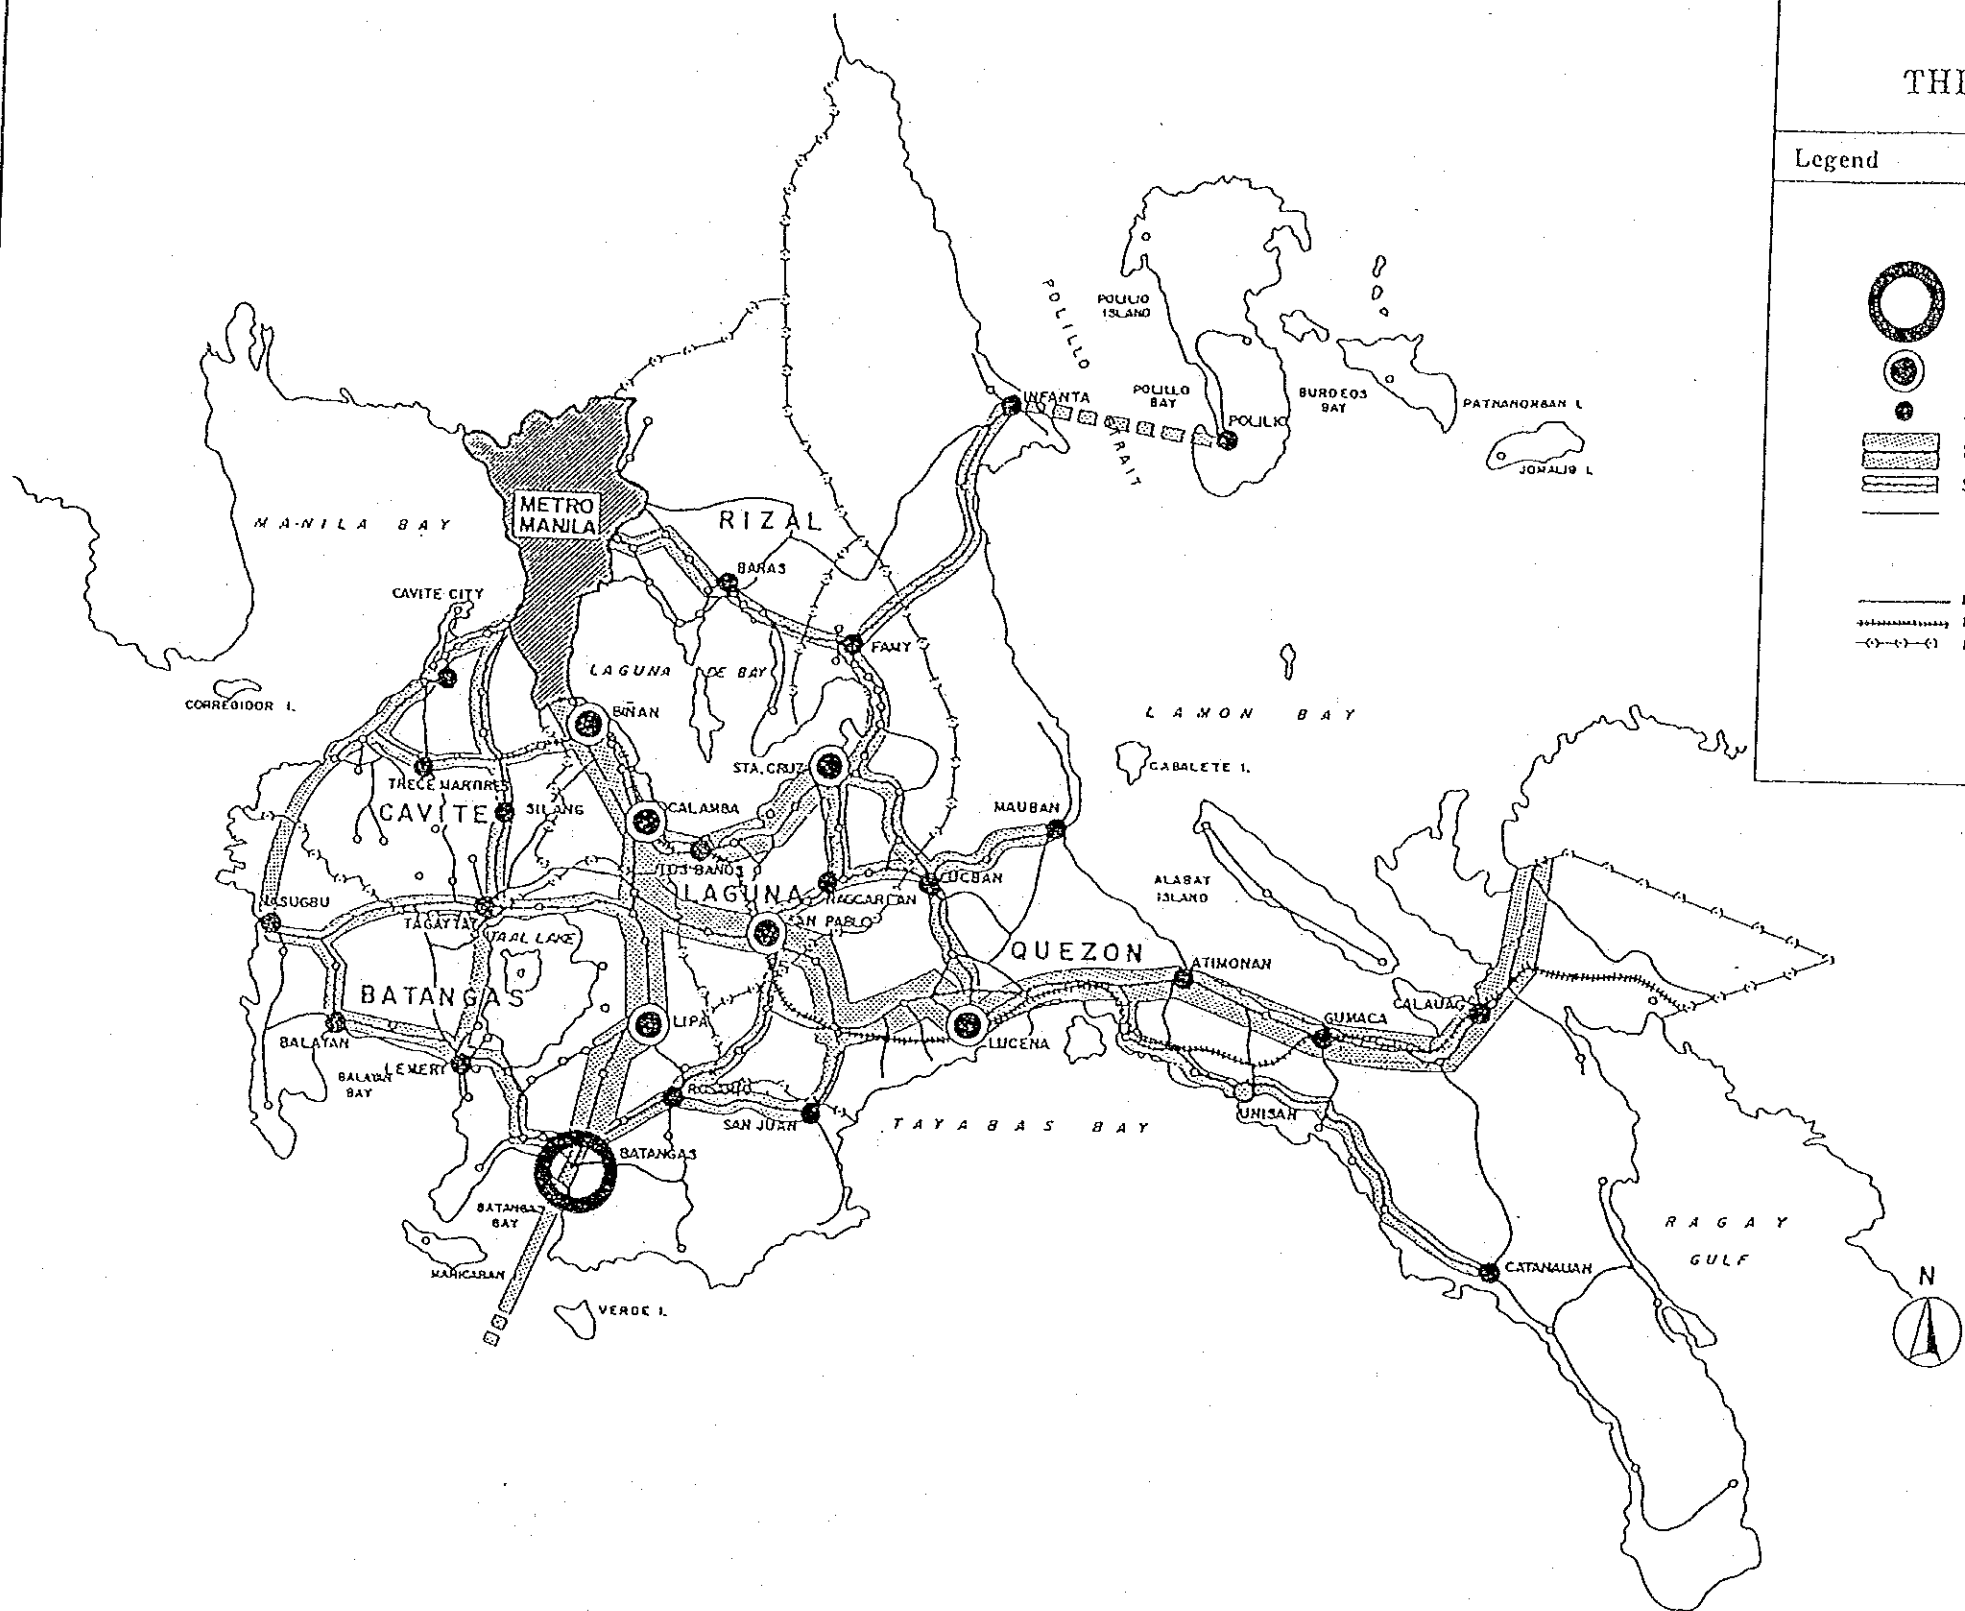 THI
Legend
POLILIO
ISLAND
POLILLO
STRAIT
INFANTA
POLILLO
BAY
POLILIO
BURDEOS
BAY
PATNANONBAN I.
JOMALIG I.
METRO
MANILA
MANILA BAY
RIZAL
BARAS
CAVITE CITY
FAMY
LAGUNA DE BAY
CORREGIDOR I.
BIÑAN
LAMON BAY
STA. CRUZ
CABALETE I.
TRECE MARTIRES
CAVITE
SILANG
CALAMBA
MAUBAN
LOS BAÑOS
LAGUNA
NAGCARLAN
LUCBAN
ALABAT
ISLAND
NASUGBU
TAGAYTAY
TAAL LAKE
SAN PABLO
QUEZON
ATIMONAN
BATANGAS
LIPA
LUCENA
GUMACA
CALAUAG
BALAYAN
LEMERY
BALAYAN
BAY
ROSARIO
SAN JUAN
TAYABAS BAY
UNISAN
BATANGAS
BATANGAS
BAY
MARICABAN
VERDE I.
CATANAUAN
RAGAY
GULF
N